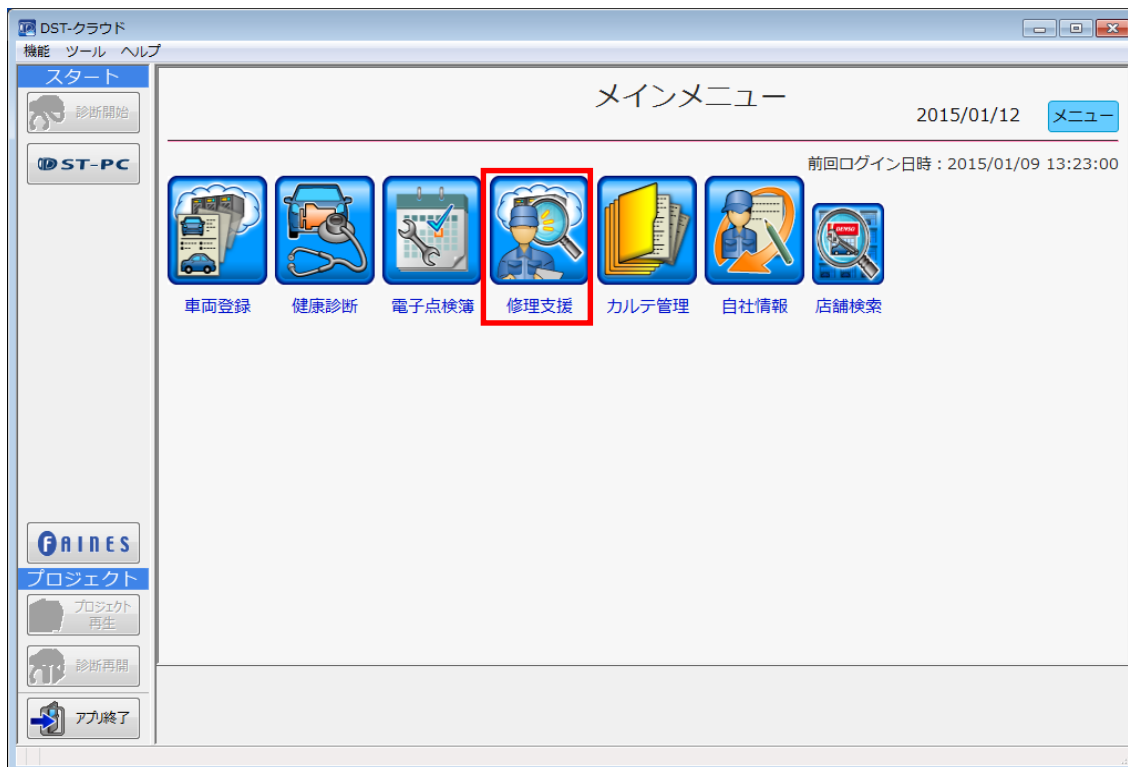 DST-クラウド
機能 ツール ヘルプ
スタート
診断開始
DST-PC
メインメニュー
2015/01/12
メニュー
前回ログイン日時：2015/01/09 13:23:00
DENSO
車両登録 健康診断 電子点検簿 修理支援 カルテ管理 自社情報 店舗検索
FAINES
プロジェクト
プロジェクト
再生
診断再開
アプリ終了